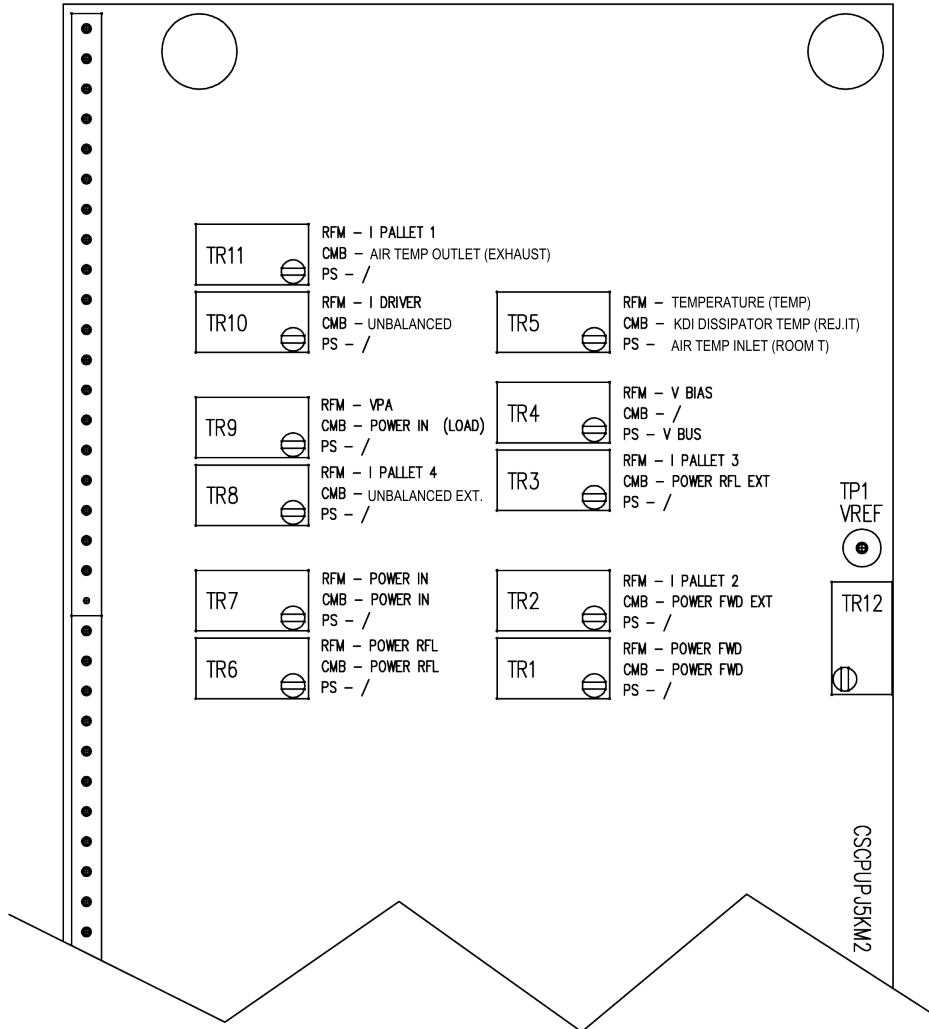 TR11
RFM – I PALLET 1
CMB – AIR TEMP OUTLET (EXHAUST)
PS – /
TR10
RFM – I DRIVER
CMB – UNBALANCED
PS – /
TR5
RFM – TEMPERATURE (TEMP)
CMB – KDI DISSIPATOR TEMP (REJ.IT)
PS – AIR TEMP INLET (ROOM T)
TR9
RFM – VPA
CMB – POWER IN (LOAD)
PS – /
TR4
RFM – V BIAS
CMB – /
PS – V BUS
TR8
RFM – I PALLET 4
CMB – UNBALANCED EXT.
PS – /
TR3
RFM – I PALLET 3
CMB – POWER RFL EXT
PS – /
TP1
VREF
TR7
RFM – POWER IN
CMB – POWER IN
PS – /
TR2
RFM – I PALLET 2
CMB – POWER FWD EXT
PS – /
TR12
TR6
RFM – POWER RFL
CMB – POWER RFL
PS – /
TR1
RFM – POWER FWD
CMB – POWER FWD
PS – /
CSCPUPJ5KM2